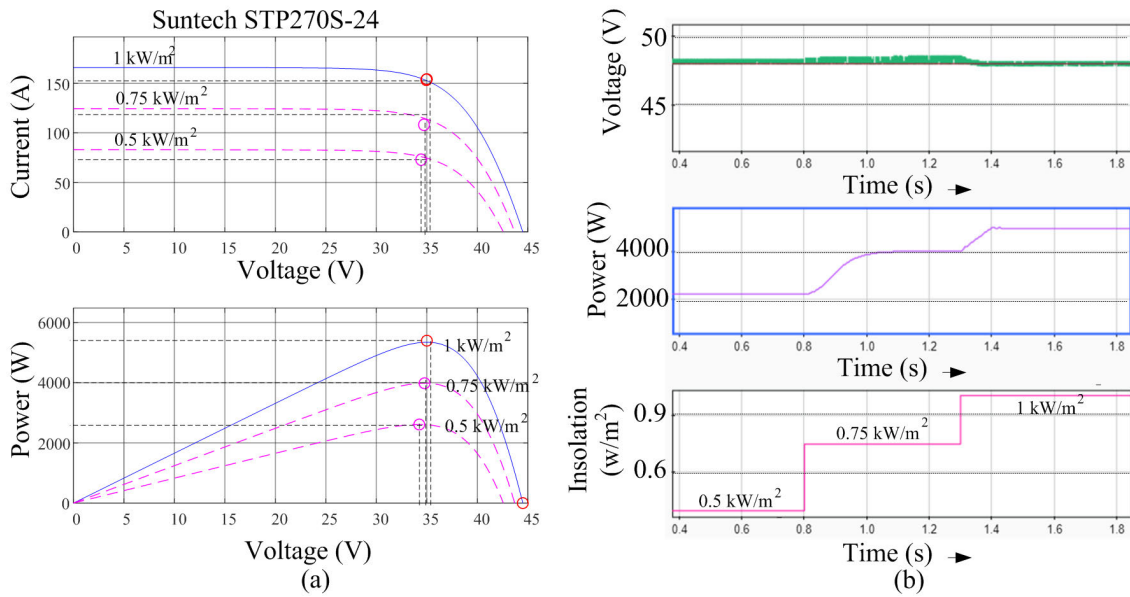 Suntech STP270S-24
Current (A)
150
100
50
0
1 kW/m²
0.75 kW/m²
0.5 kW/m²
0 5 10 15 20 25 30 35 40 45
Voltage (V)
Power (W)
6000
4000
2000
0
1 kW/m²
0.75 kW/m²
0.5 kW/m²
0 5 10 15 20 25 30 35 40 45
Voltage (V)
(a)
Voltage (V)
50
45
0.4 0.6 0.8 1.0 1.2 1.4 1.6 1.8
Time (s)
Power (W)
4000
2000
0.4 0.6 0.8 1.0 1.2 1.4 1.6 1.8
Time (s)
Insolation
(w/m²)
0.9
0.6
1 kW/m²
0.75 kW/m²
0.5 kW/m²
0.4 0.6 0.8 1.0 1.2 1.4 1.6 1.8
Time (s)
(b)